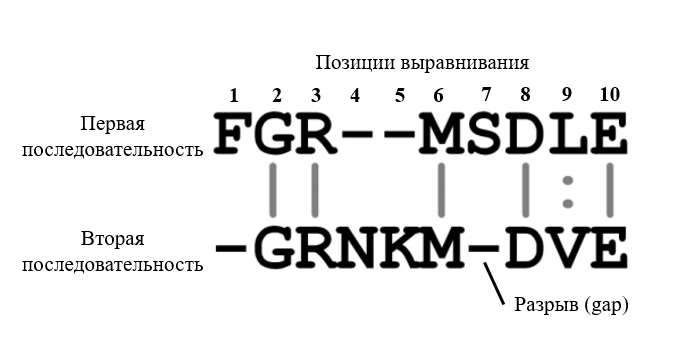 Позиции выравнивания
1 2 3 4 5 6 7 8 9 10
Первая
последовательность
FGR--MSDLE
Вторая
последовательность
-GRNKM-DVE
Разрыв (gap)